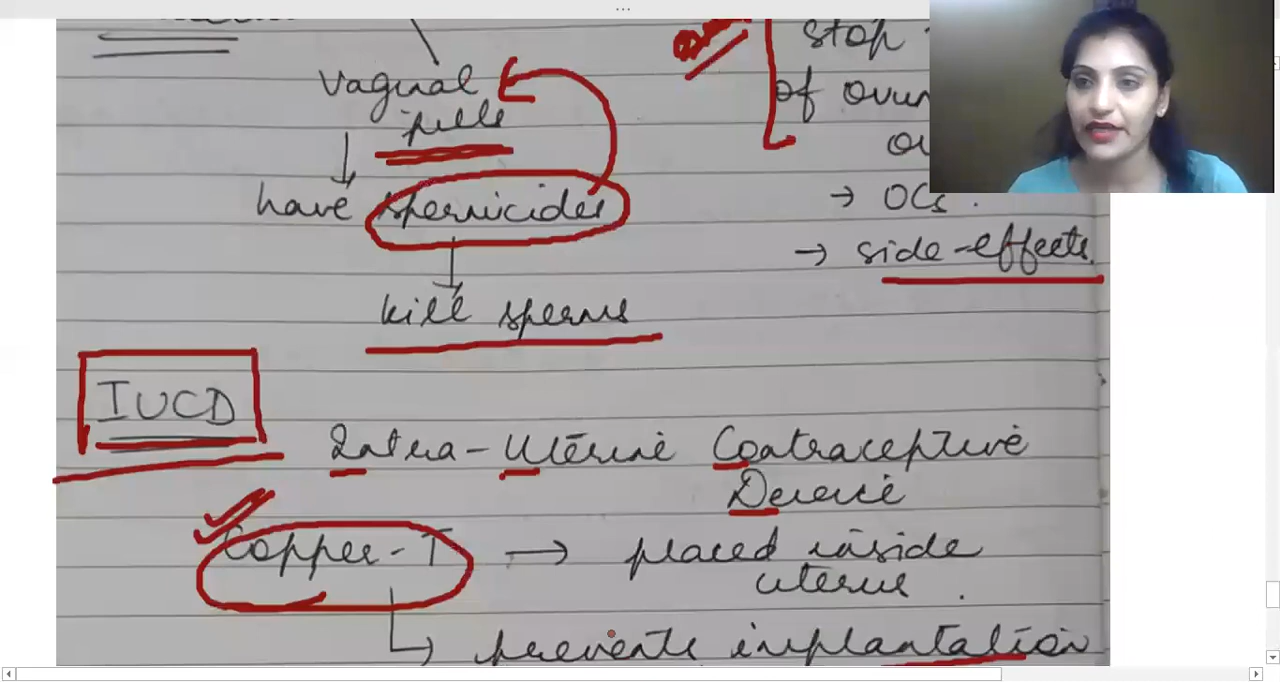 vaginal
pills
have spermicides
kill sperms
stop
of ovum
→ OCs.
→ side-effects.
IUCD
Intra-Uterine Contraceptive
Device
Copper-T → placed inside
uterus.
prevents implantation